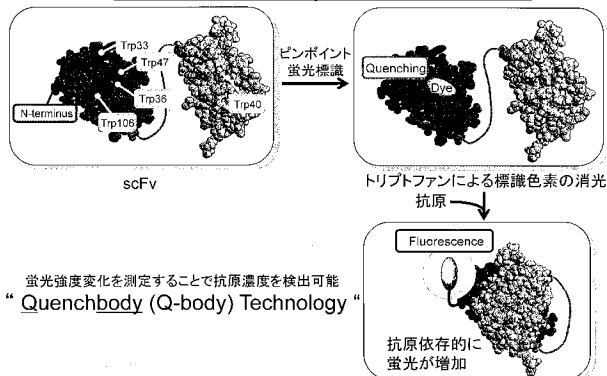 Trp33
Trp47
Trp36
N-terminus
Trp106
Trp40
scFv
ピンポイント
蛍光標識
Quenching
Dye
トリプトファンによる標識色素の消光
抗原
Fluorescence
抗原依存的に
蛍光が増加
蛍光強度変化を測定することで抗原濃度を検出可能
“ Quenchbody (Q-body) Technology “